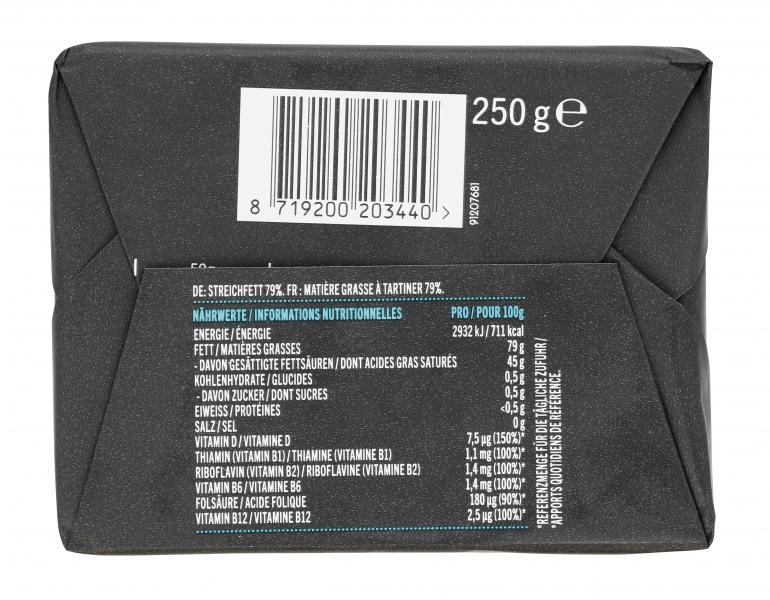 250 g ℮
8 719200 203440 >
91207681
DE: STREICHFETT 79%. FR : MATIÈRE GRASSE À TARTINER 79%.
NÄHRWERTE / INFORMATIONS NUTRITIONNELLES PRO / POUR 100g
ENERGIE / ÉNERGIE 2932 kJ / 711 kcal
FETT / MATIÈRES GRASSES 79 g
- DAVON GESÄTTIGTE FETTSÄUREN / DONT ACIDES GRAS SATURÉS 45 g
KOHLENHYDRATE / GLUCIDES 0,5 g
- DAVON ZUCKER / DONT SUCRES 0,5 g
EIWEISS / PROTÉINES <0,5 g
SALZ / SEL 0 g
VITAMIN D / VITAMINE D 7,5 µg (150%)*
THIAMIN (VITAMIN B1) / THIAMINE (VITAMINE B1) 1,1 mg (100%)*
RIBOFLAVIN (VITAMIN B2) / RIBOFLAVINE (VITAMINE B2) 1,4 mg (100%)*
VITAMIN B6 / VITAMINE B6 1,4 mg (100%)*
FOLSÄURE / ACIDE FOLIQUE 180 µg (90%)*
VITAMIN B12 / VITAMINE B12 2,5 µg (100%)*
*REFERENZMENGE FÜR DIE TÄGLICHE ZUFUHR /
*APPORTS QUOTIDIENS DE RÉFÉRENCE.